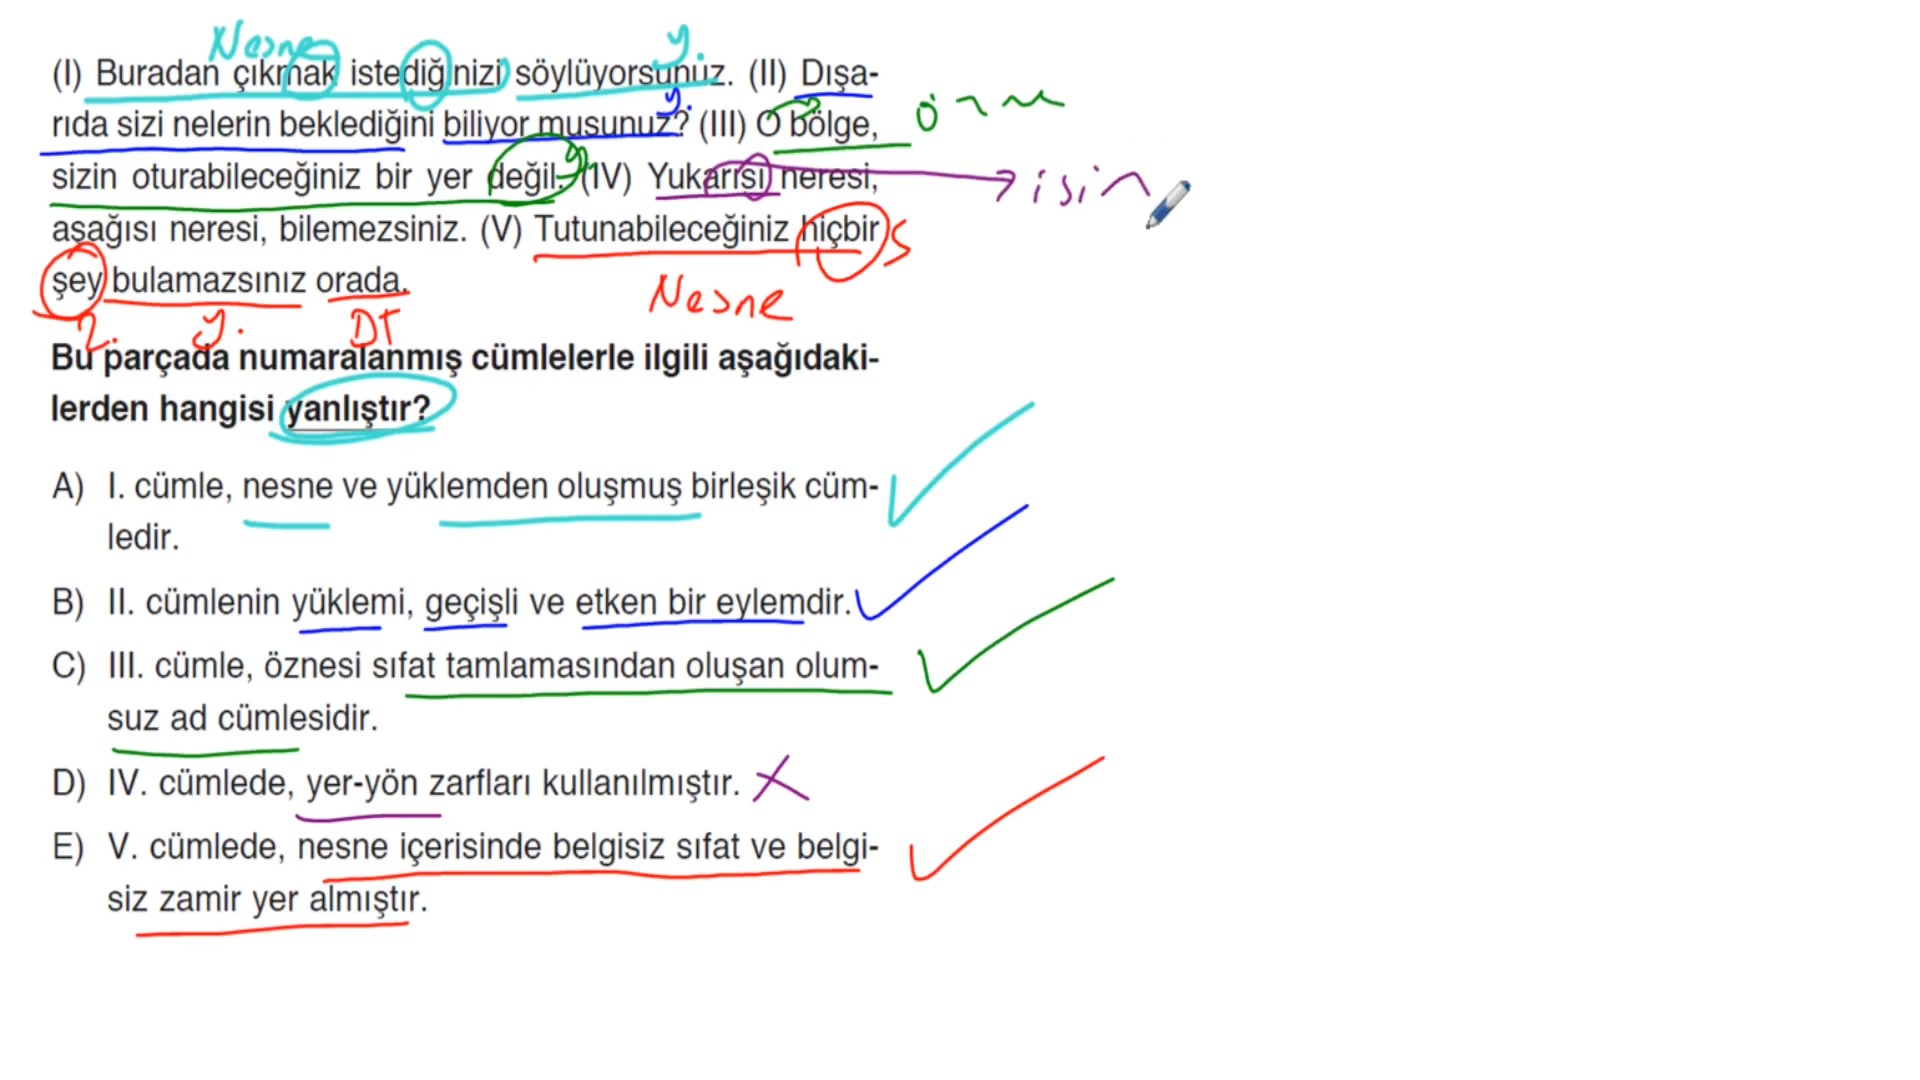 Nesne y.
(I) Buradan çıkmak istediğinizi söylüyorsunuz. (II) Dışa-
y.
rıda sizi nelerin beklediğini biliyor musunuz? (III) O bölge,
y
sizin oturabileceğiniz bir yer değil. (IV) Yukarısı neresi,
isim
aşağısı neresi, bilemezsiniz. (V) Tutunabileceğiniz hiçbir
S
şey bulamazsınız orada.
Nesne
Z. y. DT
Bu parçada numaralanmış cümlelerle ilgili aşağıdaki-
lerden hangisi yanlıştır?
A) I. cümle, nesne ve yüklemden oluşmuş birleşik cüm-
ledir.
B) II. cümlenin yüklemi, geçişli ve etken bir eylemdir.
C) III. cümle, öznesi sıfat tamlamasından oluşan olum-
suz ad cümlesidir.
D) IV. cümlede, yer-yön zarfları kullanılmıştır.
E) V. cümlede, nesne içerisinde belgisiz sıfat ve belgi-
siz zamir yer almıştır.